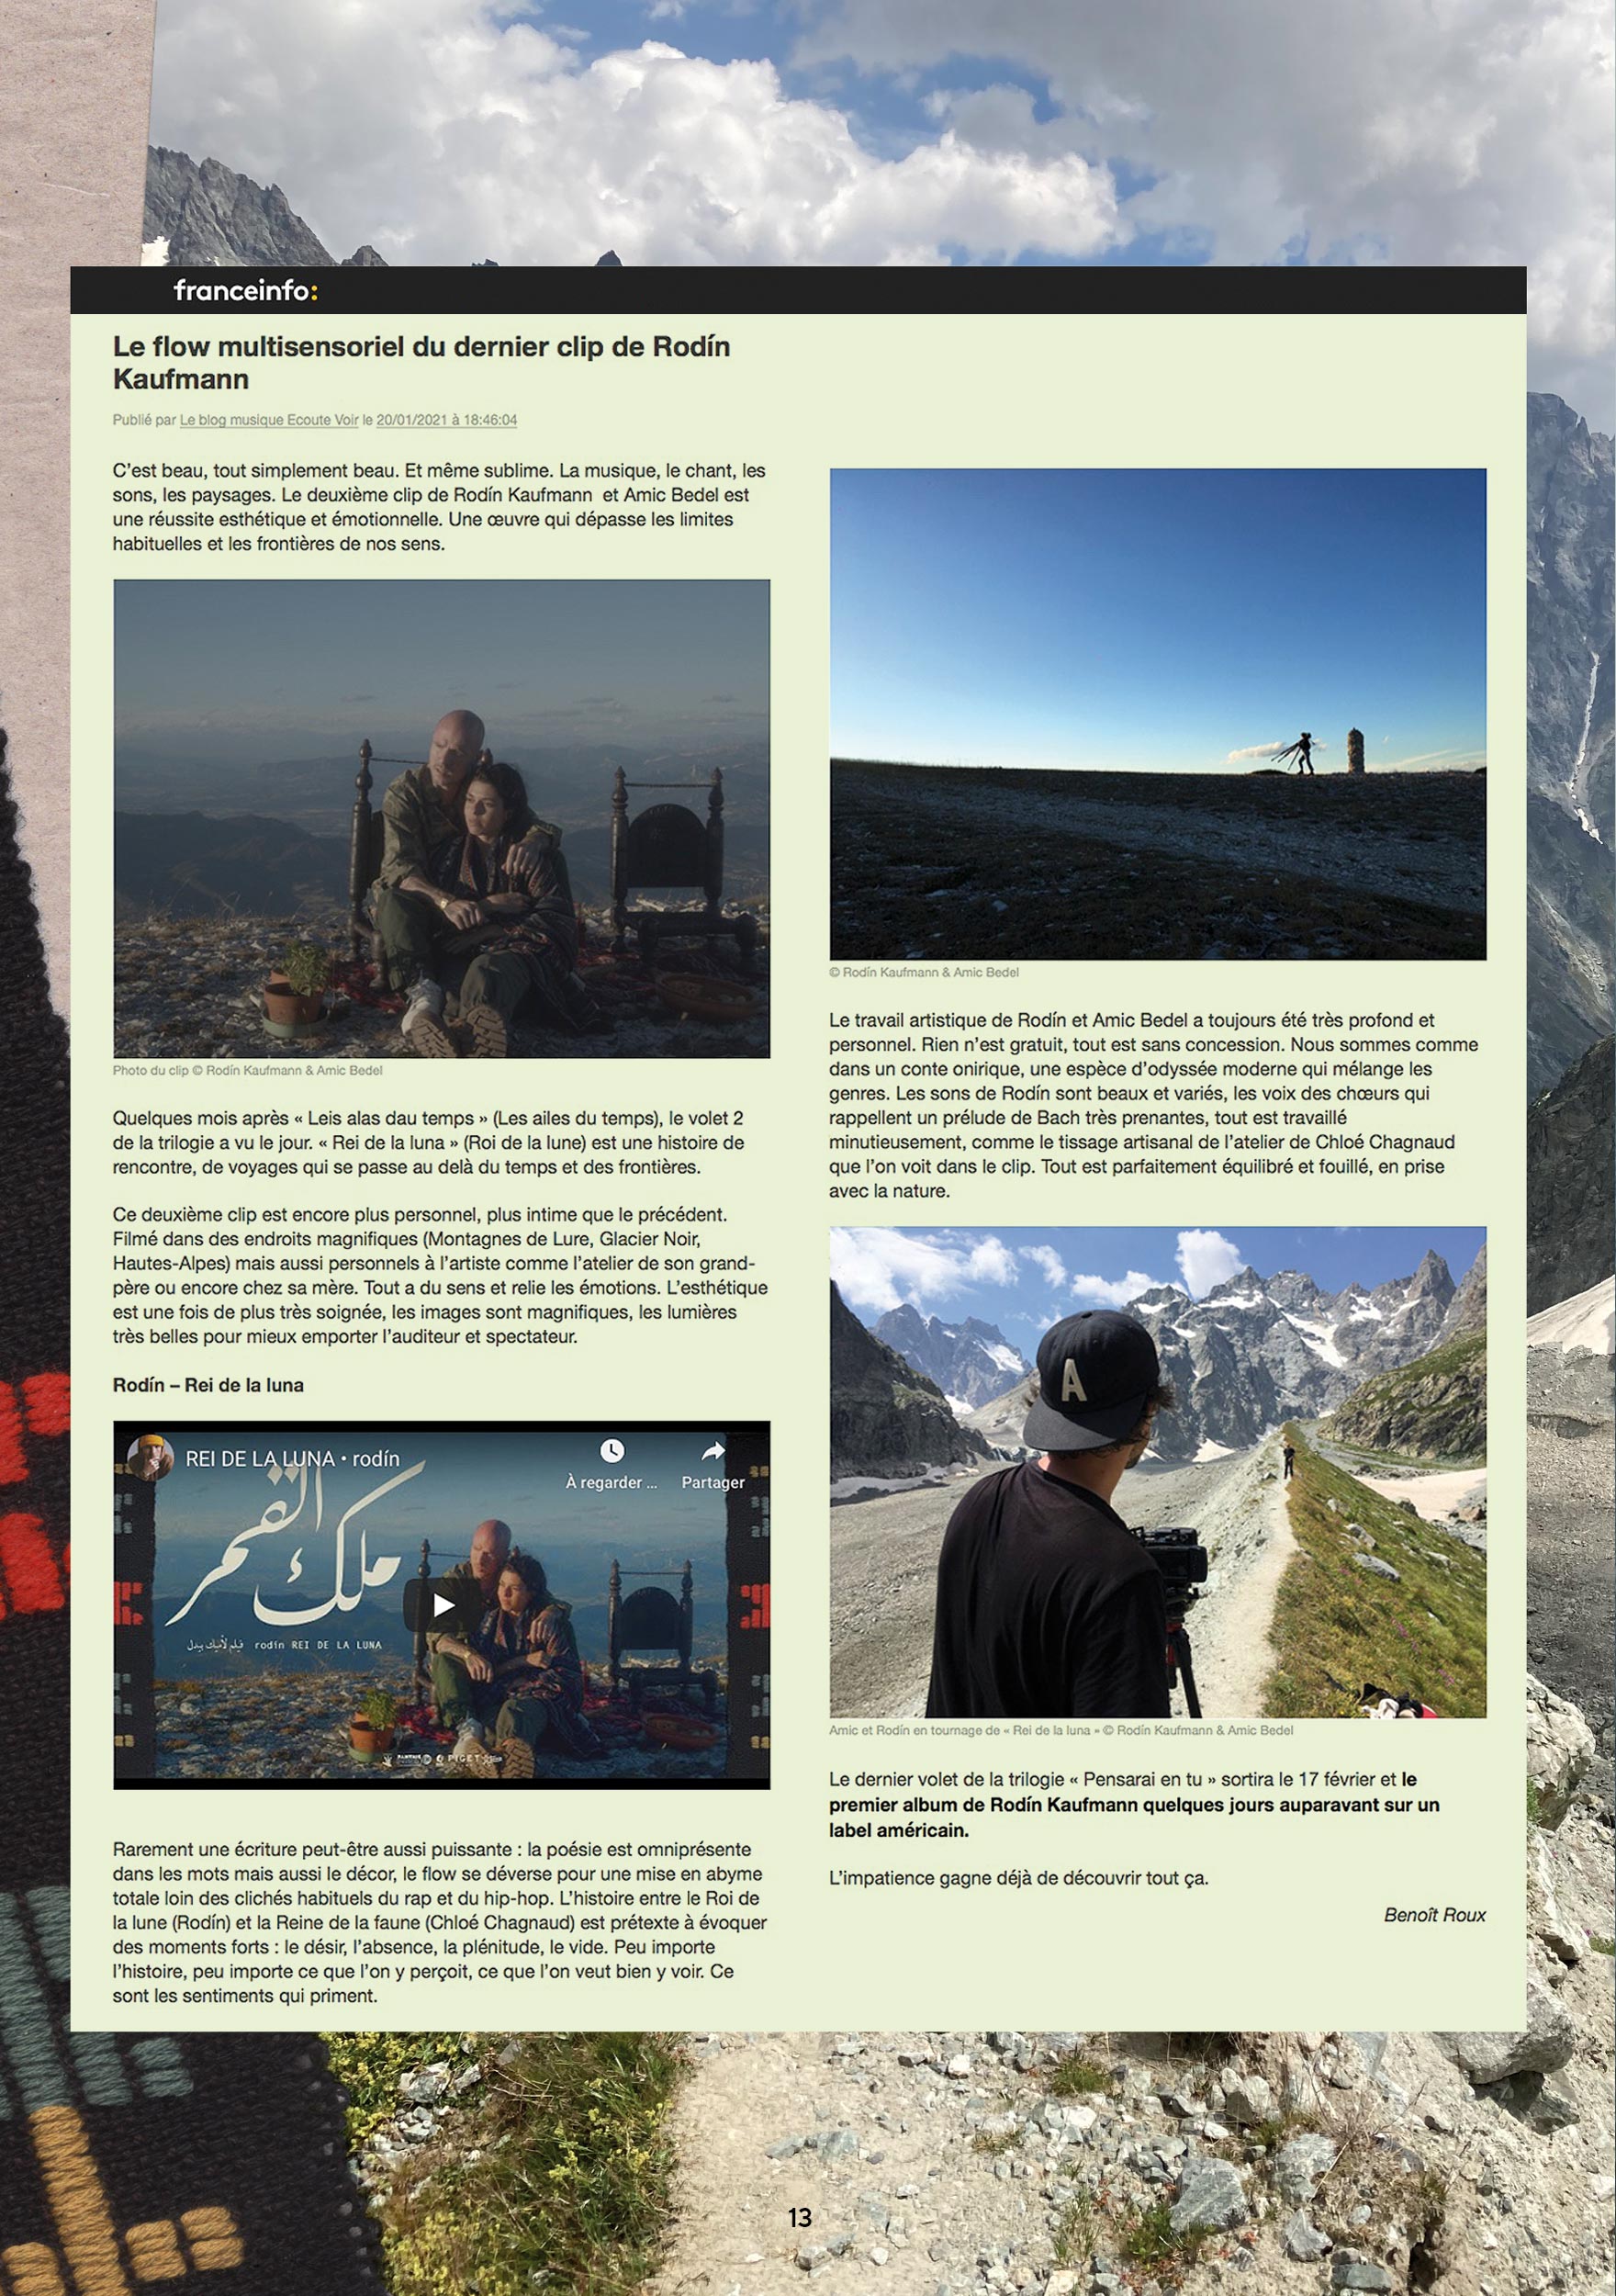 franceinfo:
Le flow multisensoriel du dernier clip de Rodín
Kaufmann
Publié par Le blog musique Ecoute Voir le 20/01/2021 à 18:46:04
C'est beau, tout simplement beau. Et même sublime. La musique, le chant, les
sons, les paysages. Le deuxième clip de Rodín Kaufmann  et Amic Bedel est
une réussite esthétique et émotionnelle. Une œuvre qui dépasse les limites
habituelles et les frontières de nos sens.
Photo du clip © Rodín Kaufmann & Amic Bedel
Quelques mois après « Leis alas dau temps » (Les ailes du temps), le volet 2
de la trilogie a vu le jour. « Rei de la luna » (Roi de la lune) est une histoire de
rencontre, de voyages qui se passe au delà du temps et des frontières.
Ce deuxième clip est encore plus personnel, plus intime que le précédent.
Filmé dans des endroits magnifiques (Montagnes de Lure, Glacier Noir,
Hautes-Alpes) mais aussi personnels à l'artiste comme l'atelier de son grand-
père ou encore chez sa mère. Tout a du sens et relie les émotions. L'esthétique
est une fois de plus très soignée, les images sont magnifiques, les lumières
très belles pour mieux emporter l'auditeur et spectateur.
Rodín – Rei de la luna
REI DE LA LUNA • rodín
À regarder ... Partager
ملك القمر
فيلم لأميك بيدل rodín REI DE LA LUNA
PIGET
Rarement une écriture peut-être aussi puissante : la poésie est omniprésente
dans les mots mais aussi le décor, le flow se déverse pour une mise en abyme
totale loin des clichés habituels du rap et du hip-hop. L'histoire entre le Roi de
la lune (Rodín) et la Reine de la faune (Chloé Chagnaud) est prétexte à évoquer
des moments forts : le désir, l'absence, la plénitude, le vide. Peu importe
l'histoire, peu importe ce que l'on y perçoit, ce que l'on veut bien y voir. Ce
sont les sentiments qui priment.
© Rodín Kaufmann & Amic Bedel
Le travail artistique de Rodín et Amic Bedel a toujours été très profond et
personnel. Rien n'est gratuit, tout est sans concession. Nous sommes comme
dans un conte onirique, une espèce d'odyssée moderne qui mélange les
genres. Les sons de Rodín sont beaux et variés, les voix des chœurs qui
rappellent un prélude de Bach très prenantes, tout est travaillé
minutieusement, comme le tissage artisanal de l'atelier de Chloé Chagnaud
que l'on voit dans le clip. Tout est parfaitement équilibré et fouillé, en prise
avec la nature.
A
Amic et Rodín en tournage de « Rei de la luna » © Rodín Kaufmann & Amic Bedel
Le dernier volet de la trilogie « Pensarai en tu » sortira le 17 février et le
premier album de Rodín Kaufmann quelques jours auparavant sur un
label américain.
L'impatience gagne déjà de découvrir tout ça.
Benoît Roux
13